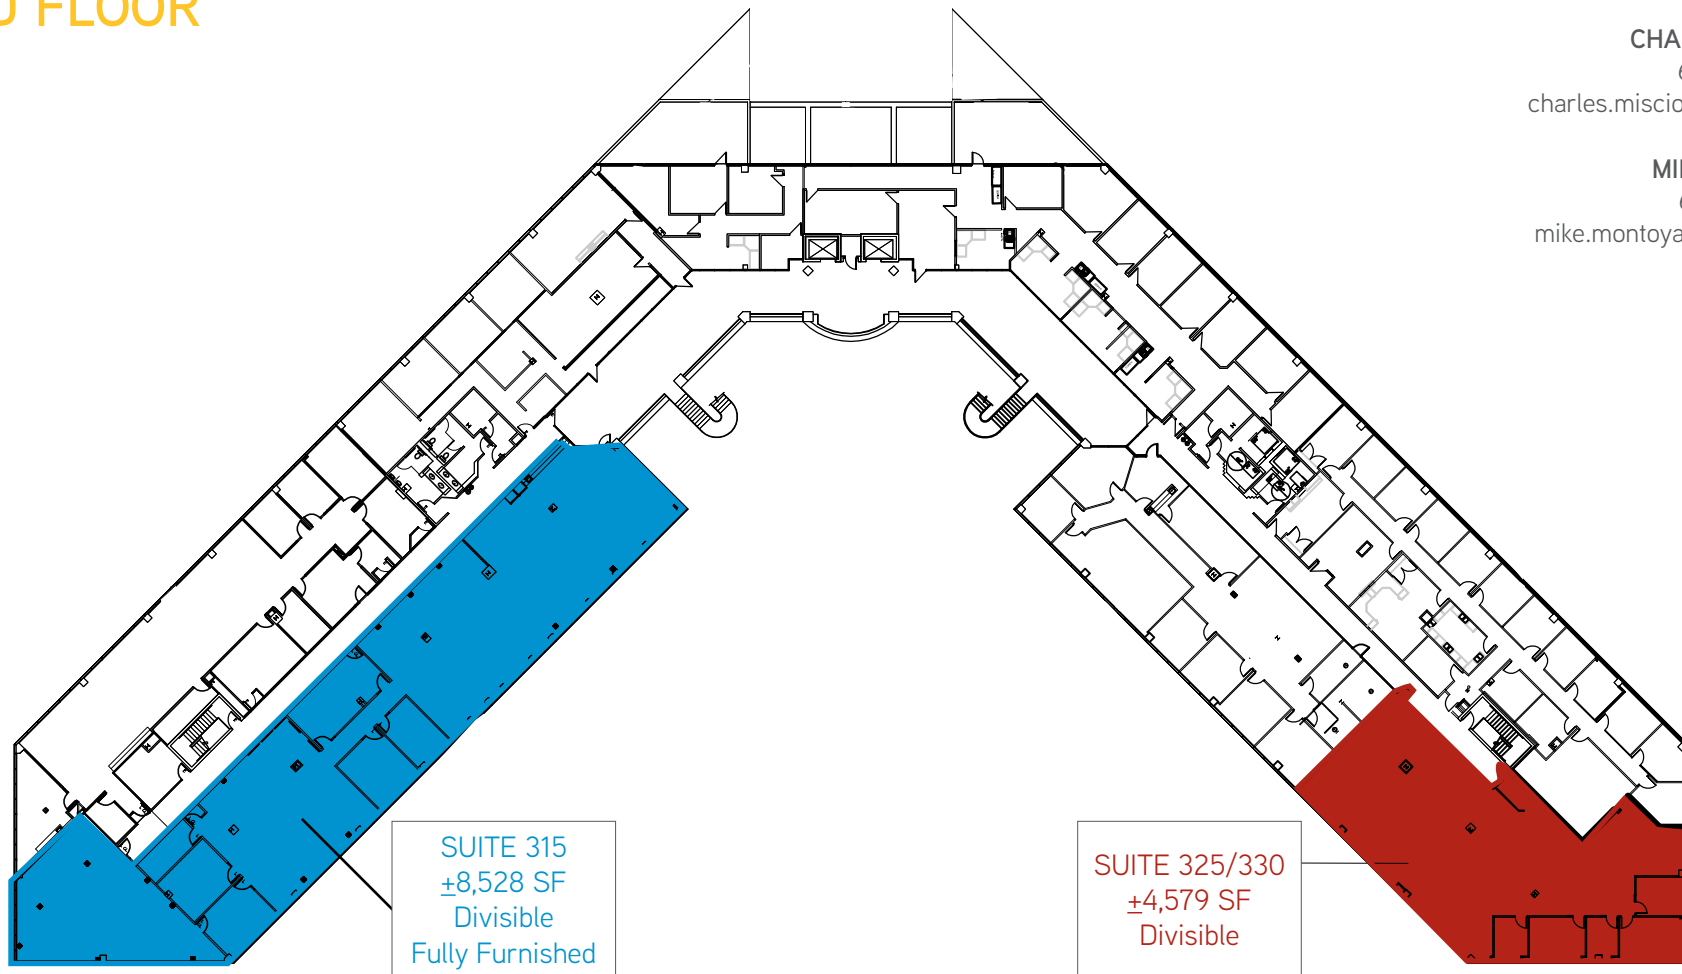 FLOOR
CHA
charles.miscio
MI
mike.montoya
SUITE 315
±8,528 SF
Divisible
Fully Furnished
SUITE 325/330
±4,579 SF
Divisible